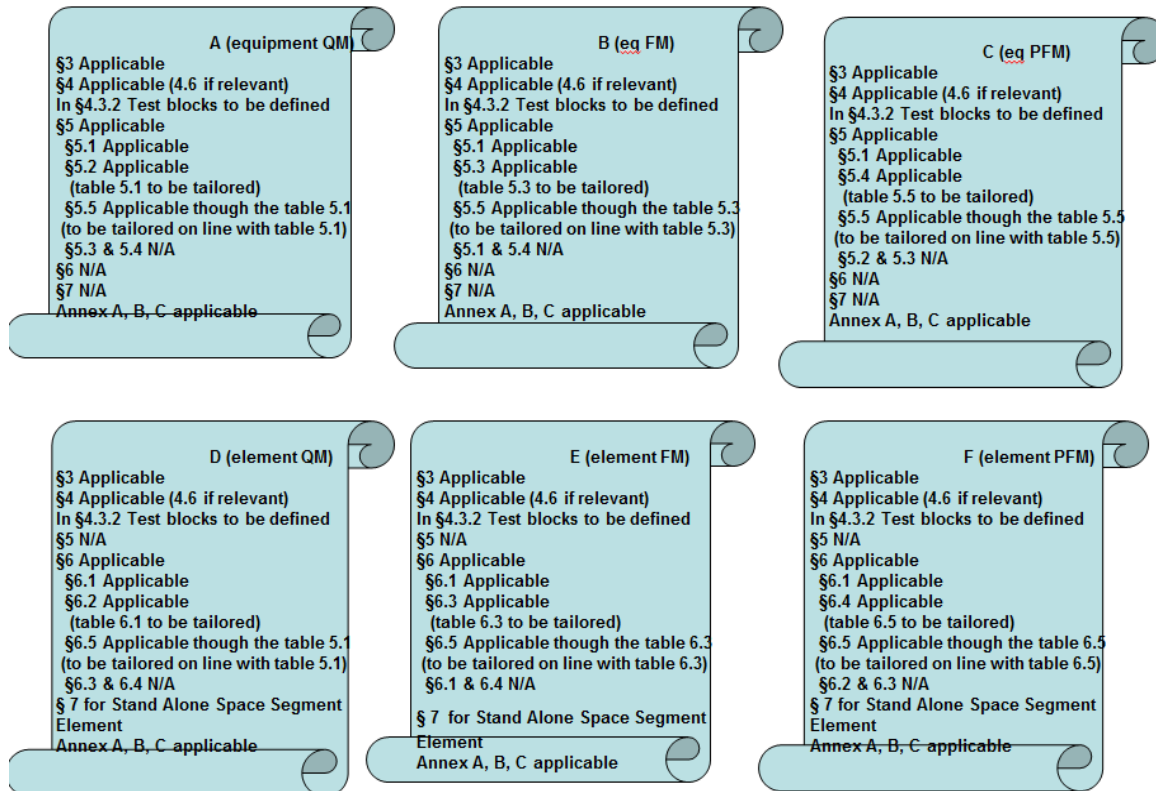 A (equipment QM)
§3 Applicable
§4 Applicable (4.6 if relevant)
In §4.3.2 Test blocks to be defined
§5 Applicable
§5.1 Applicable
§5.2 Applicable
(table 5.1 to be tailored)
§5.5 Applicable though the table 5.1
(to be tailored on line with table 5.1)
§5.3 & 5.4 N/A
§6 N/A
§7 N/A
Annex A, B, C applicable
B (eq FM)
§3 Applicable
§4 Applicable (4.6 if relevant)
In §4.3.2 Test blocks to be defined
§5 Applicable
§5.1 Applicable
§5.3 Applicable
(table 5.3 to be tailored)
§5.5 Applicable though the table 5.3
(to be tailored on line with table 5.3)
§5.1 & 5.4 N/A
§6 N/A
§7 N/A
Annex A, B, C applicable
C (eq PFM)
§3 Applicable
§4 Applicable (4.6 if relevant)
In §4.3.2 Test blocks to be defined
§5 Applicable
§5.1 Applicable
§5.4 Applicable
(table 5.5 to be tailored)
§5.5 Applicable though the table 5.5
(to be tailored on line with table 5.5)
§5.2 & 5.3 N/A
§6 N/A
§7 N/A
Annex A, B, C applicable
D (element QM)
§3 Applicable
§4 Applicable (4.6 if relevant)
In §4.3.2 Test blocks to be defined
§5 N/A
§6 Applicable
§6.1 Applicable
§6.2 Applicable
(table 6.1 to be tailored)
§6.5 Applicable though the table 5.1
(to be tailored on line with table 5.1)
§6.3 & 6.4 N/A
§ 7 for Stand Alone Space Segment
Element
Annex A, B, C applicable
E (element FM)
§3 Applicable
§4 Applicable (4.6 if relevant)
In §4.3.2 Test blocks to be defined
§5 N/A
§6 Applicable
§6.1 Applicable
§6.3 Applicable
(table 6.3 to be tailored)
§6.5 Applicable though the table 6.3
(to be tailored on line with table 6.3)
§6.1 & 6.4 N/A
§ 7 for Stand Alone Space Segment
Element
Annex A, B, C applicable
F (element PFM)
§3 Applicable
§4 Applicable (4.6 if relevant)
In §4.3.2 Test blocks to be defined
§5 N/A
§6 Applicable
§6.1 Applicable
§6.4 Applicable
(table 6.5 to be tailored)
§6.5 Applicable though the table 6.5
(to be tailored on line with table 6.5)
§6.2 & 6.3 N/A
§ 7 for Stand Alone Space Segment
Element
Annex A, B, C applicable